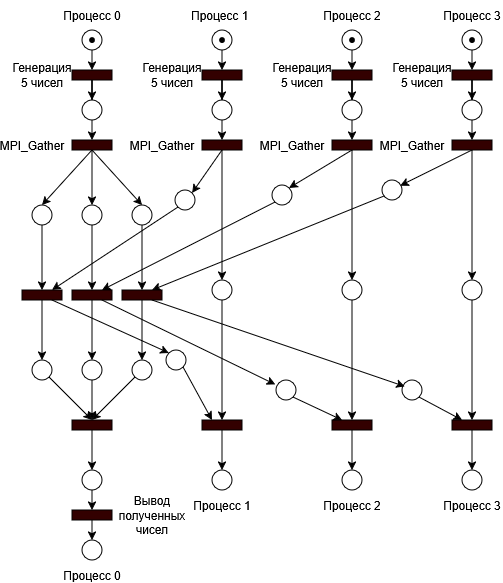 Процесс 0
Процесс 1
Процесс 2
Процесс 3
Генерация
5 чисел
Генерация
5 чисел
Генерация
5 чисел
Генерация
5 чисел
MPI_Gather
MPI_Gather
MPI_Gather
MPI_Gather
Процесс 1
Процесс 2
Процесс 3
Вывод
полученных
чисел
Процесс 0